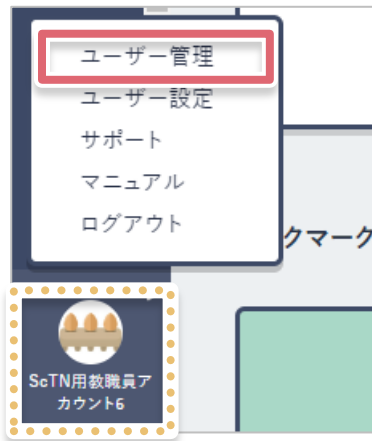 ユーザー管理
ユーザー設定
サポート
マニュアル
ログアウト
クマーク
ScTN用教職員ア
カウント6